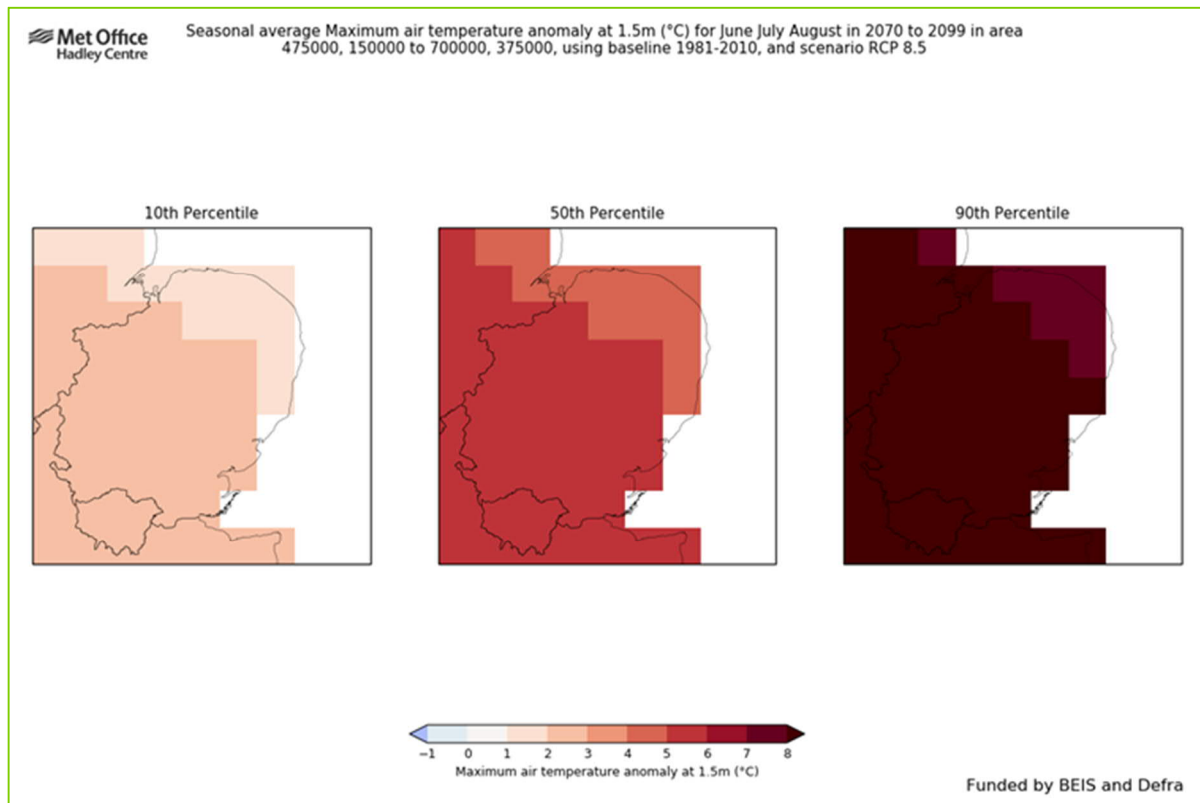 Met Office
Hadley Centre
Seasonal average Maximum air temperature anomaly at 1.5m (°C) for June July August in 2070 to 2099 in area
475000, 150000 to 700000, 375000, using baseline 1981-2010, and scenario RCP 8.5
10th Percentile
50th Percentile
90th Percentile
−1 0 1 2 3 4 5 6 7 8
Maximum air temperature anomaly at 1.5m (°C)
Funded by BEIS and Defra